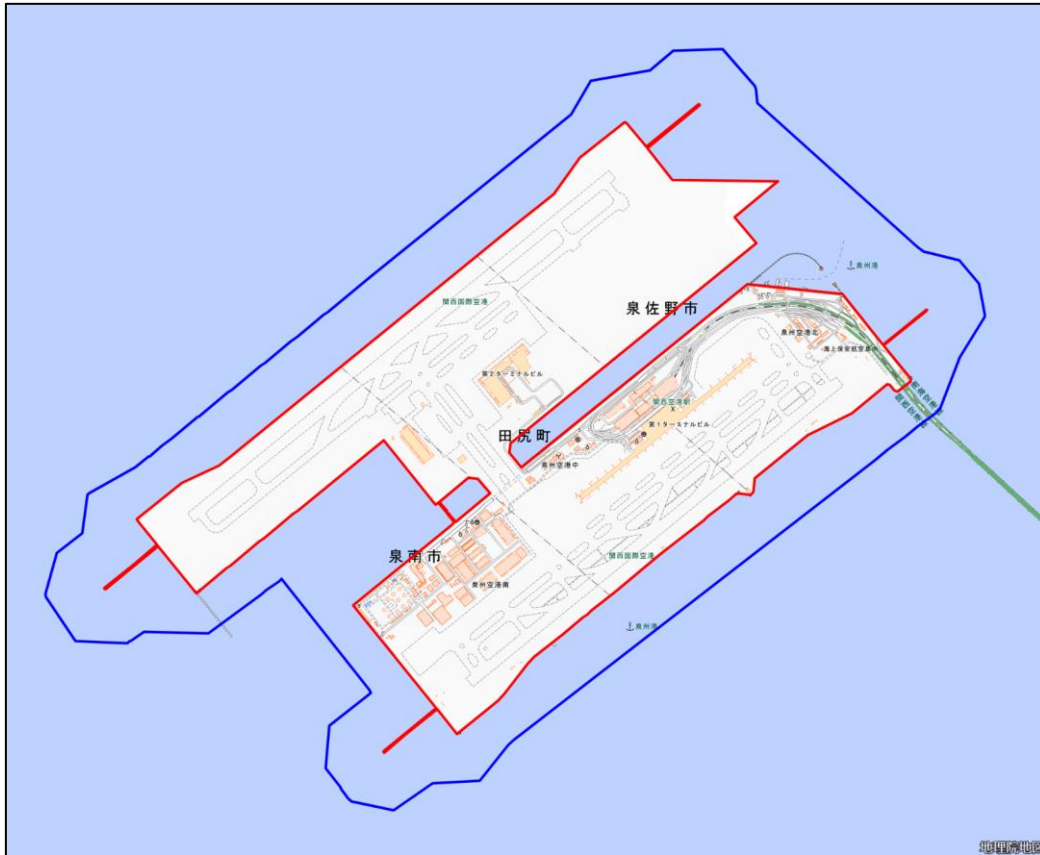 泉州港
関西国際空港
泉佐野市
泉州空港北
海上保安航空基地
第2ターミナルビル
関西空港駅
第1ターミナルビル
田尻町
泉州空港中
泉南市
関西国際空港
泉州空港南
泉州港
地理院地図